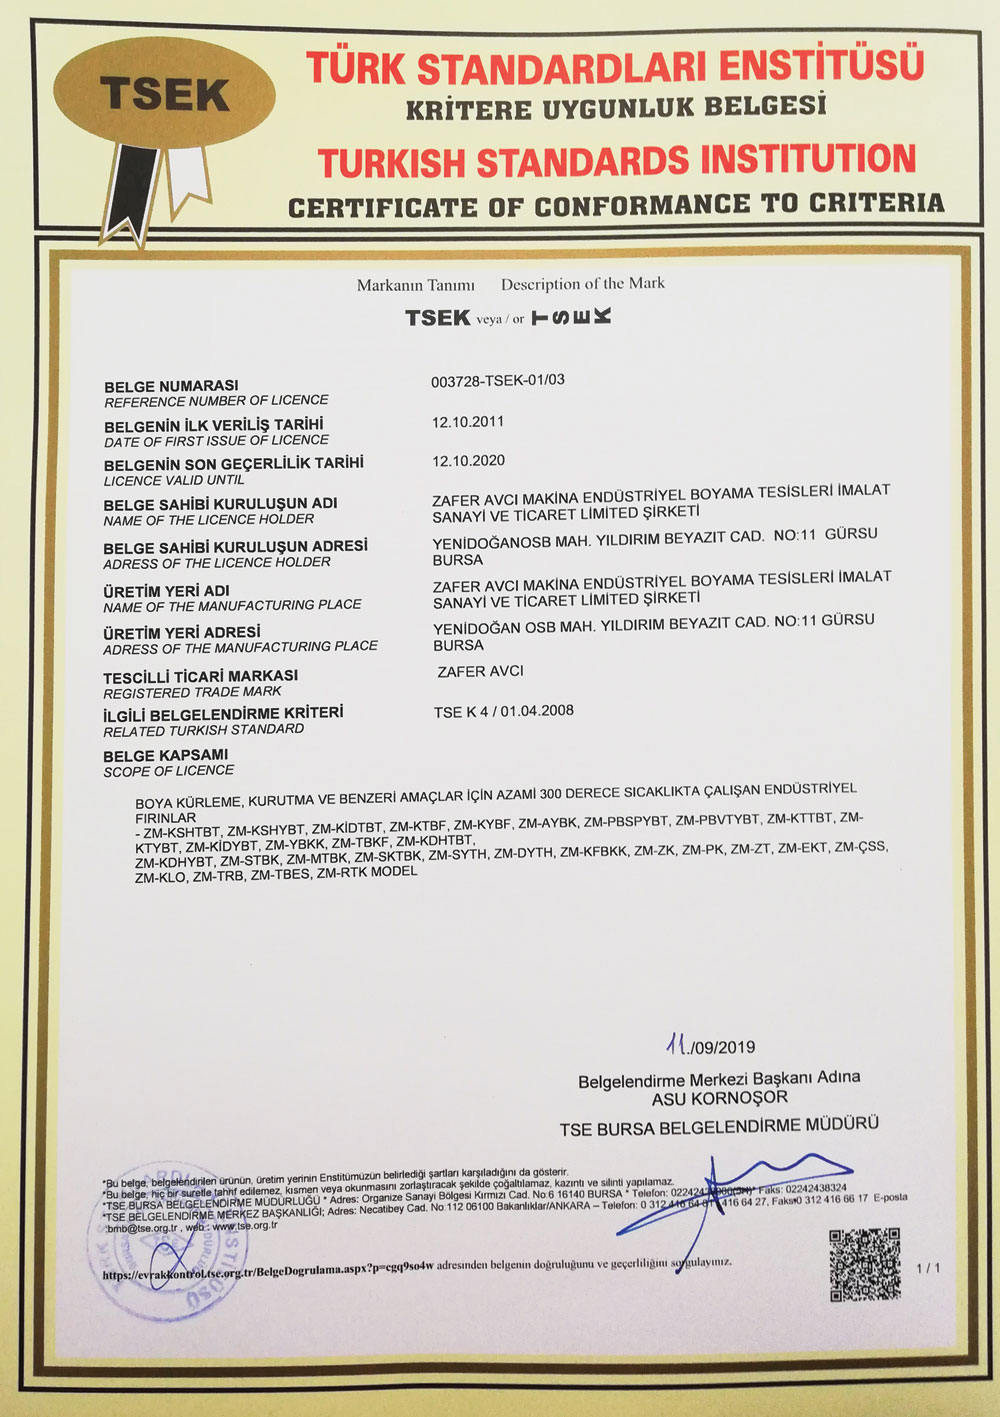 TSEK
TÜRK STANDARDLARI ENSTİTÜSÜ
KRİTERE UYGUNLUK BELGESİ
TURKISH STANDARDS INSTITUTION
CERTIFICATE OF CONFORMANCE TO CRITERIA
Markanın Tanımı Description of the Mark
TSEK veya / or TSEK
BELGE NUMARASI 003728-TSEK-01/03
REFERENCE NUMBER OF LICENCE
BELGENİN İLK VERİLİŞ TARİHİ 12.10.2011
DATE OF FIRST ISSUE OF LICENCE
BELGENİN SON GEÇERLİLİK TARİHİ 12.10.2020
LICENCE VALID UNTIL
BELGE SAHİBİ KURULUŞUN ADI ZAFER AVCI MAKİNA ENDÜSTRİYEL BOYAMA TESİSLERİ İMALAT
NAME OF THE LICENCE HOLDER SANAYİ VE TİCARET LİMİTED ŞİRKETİ
BELGE SAHİBİ KURULUŞUN ADRESİ YENİDOĞANOSB MAH. YILDIRIM BEYAZIT CAD. NO:11 GÜRSU
ADRESS OF THE LICENCE HOLDER BURSA
ÜRETİM YERİ ADI ZAFER AVCI MAKİNA ENDÜSTRİYEL BOYAMA TESİSLERİ İMALAT
NAME OF THE MANUFACTURING PLACE SANAYİ VE TİCARET LİMİTED ŞİRKETİ
ÜRETİM YERİ ADRESİ YENİDOĞAN OSB MAH. YILDIRIM BEYAZIT CAD. NO:11 GÜRSU
ADRESS OF THE MANUFACTURING PLACE BURSA
TESCİLLİ TİCARİ MARKASI ZAFER AVCI
REGISTERED TRADE MARK
İLGİLİ BELGELENDİRME KRİTERİ TSE K 4 / 01.04.2008
RELATED TURKISH STANDARD
BELGE KAPSAMI
SCOPE OF LICENCE
BOYA KÜRLEME, KURUTMA VE BENZERİ AMAÇLAR İÇİN AZAMİ 300 DERECE SICAKLIKTA ÇALIŞAN ENDÜSTRİYEL
FIRINLAR
- ZM-KSHTBT, ZM-KSHYBT, ZM-KİDTBT, ZM-KTBF, ZM-KYBF, ZM-AYBK, ZM-PBSPYBT, ZM-PBVTYBT, ZM-KTTBT, ZM-
KTYBT, ZM-KİDYBT, ZM-YBKK, ZM-TBKF, ZM-KDHTBT,
ZM-KDHYBT, ZM-STBK, ZM-MTBK, ZM-SKTBK, ZM-SYTH, ZM-DYTH, ZM-KFBKK, ZM-ZK, ZM-PK, ZM-ZT, ZM-EKT, ZM-ÇSS,
ZM-KLO, ZM-TRB, ZM-TBES, ZM-RTK MODEL
11./09/2019
Belgelendirme Merkezi Başkanı Adına
ASU KORNOŞOR
TSE BURSA BELGELENDİRME MÜDÜRÜ
*Bu belge, belgelendirilen ürünün, üretim yerinin Enstitümüzün belirlediği şartları karşıladığını da gösterir.
*Bu belge, hiç bir suretle tahrif edilemez, kısmen veya okunmasını zorlaştıracak şekilde çoğaltılamaz, kazıntı ve silinti yapılamaz.
*TSE BURSA BELGELENDİRME MÜDÜRLÜĞÜ * Adres: Organize Sanayi Bölgesi Kırmızı Cad. No:6 16140 BURSA * Telefon: Faks: 02242438324
*TSE BELGELENDİRME MERKEZ BAŞKANLIĞI; Adres: Necatibey Cad. No:112 06100 Bakanlıklar/ANKARA – Telefon: 0 312 416 64 81 416 66 27, Faks: 0 312 416 66 17 E-posta
:bmb@tse.org.tr , web : www.tse.org.tr
https://evrakkontrol.tse.org.tr/BelgeDogrulama.aspx?p=cgq9so4w adresinden belgenin doğruluğunu ve geçerliliğini sorgulayınız.
1 / 1